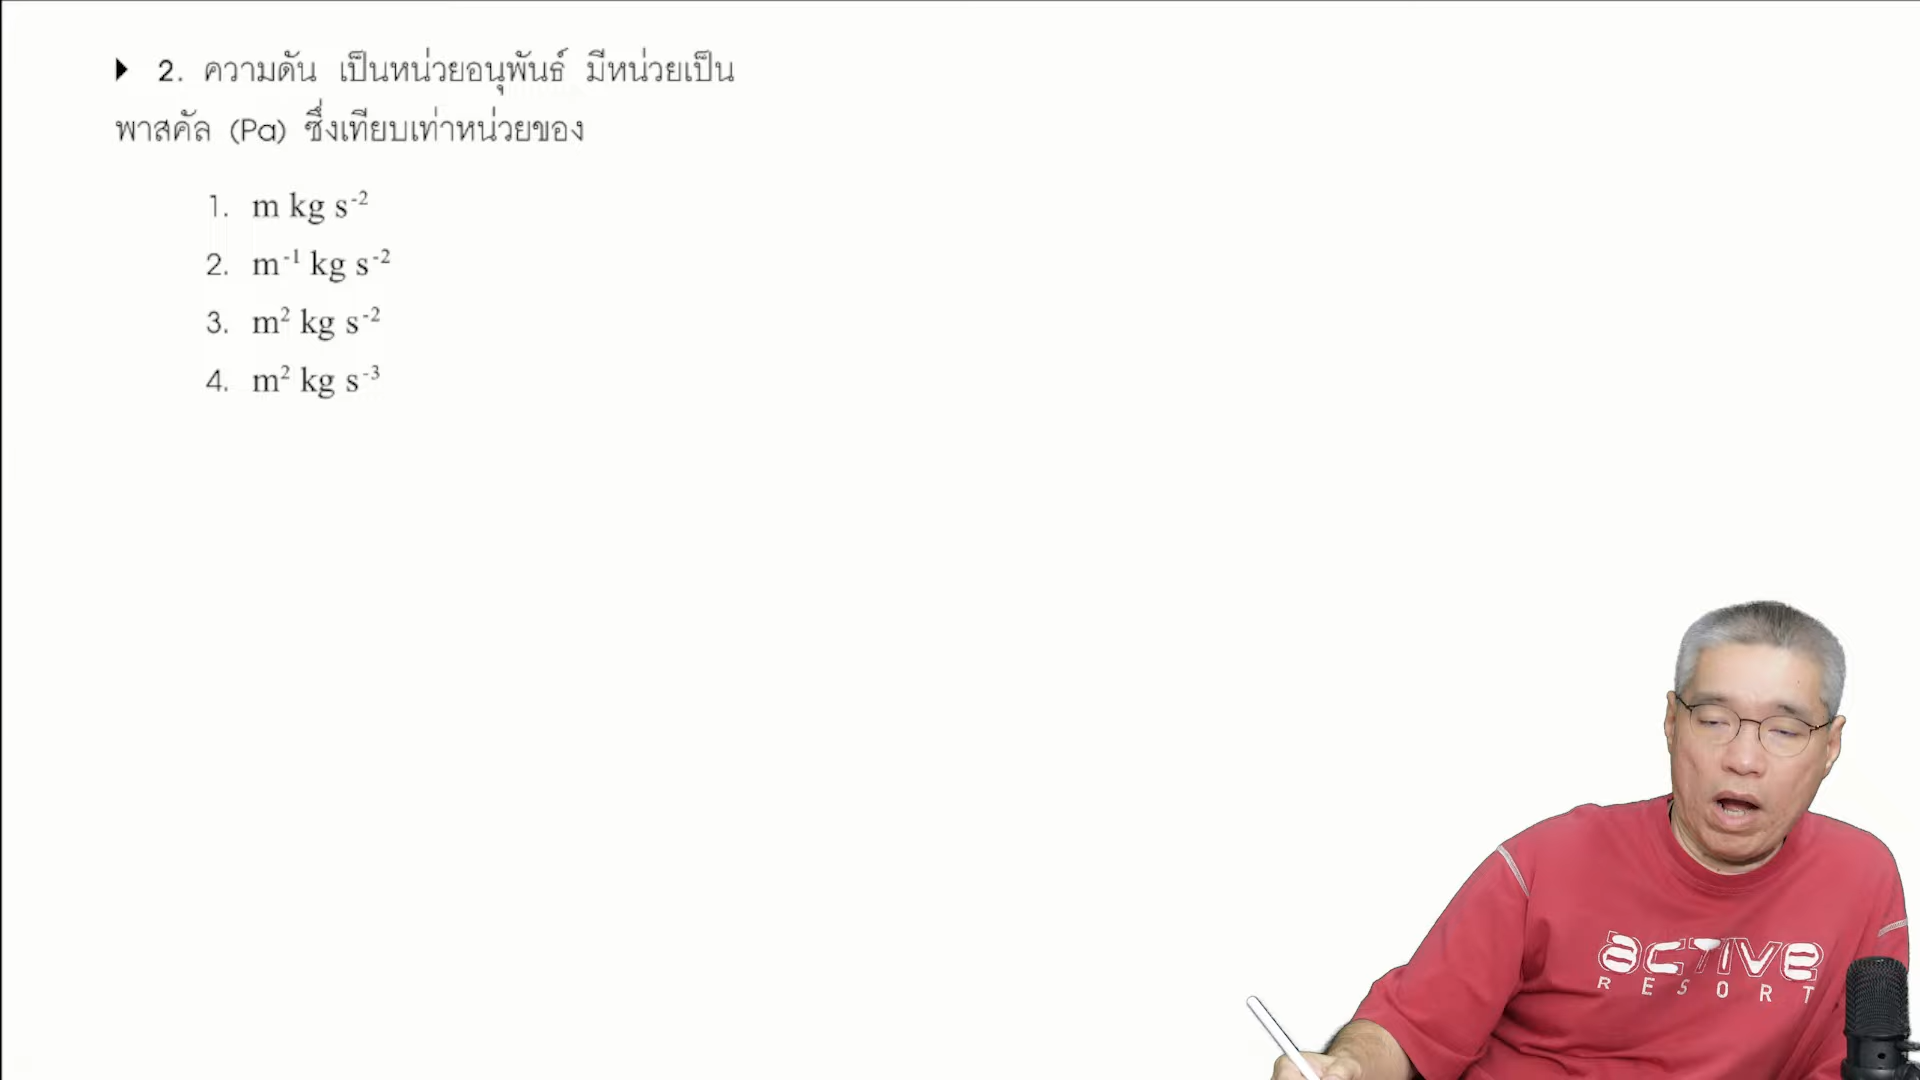 2. ความดัน เป็นหน่วยอนุพันธ์ มีหน่วยเป็น
พาสคัล (Pa) ซึ่งเทียบเท่าหน่วยของ
1. m kg s⁻²
2. m⁻¹ kg s⁻²
3. m² kg s⁻²
4. m² kg s⁻³
active
RESORT